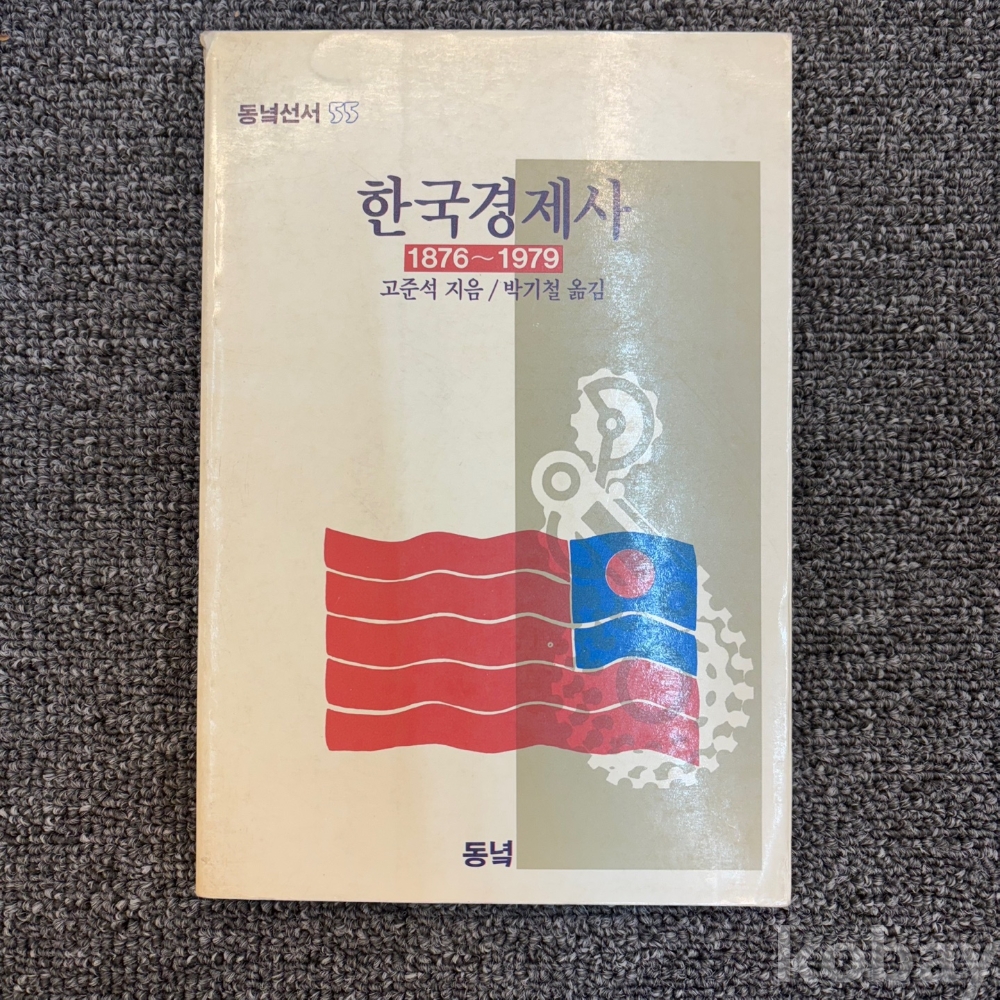 동녘선서 55
한국경제사
1876~1979
고준석 지음 / 박기철 옮김
동녘
kobay